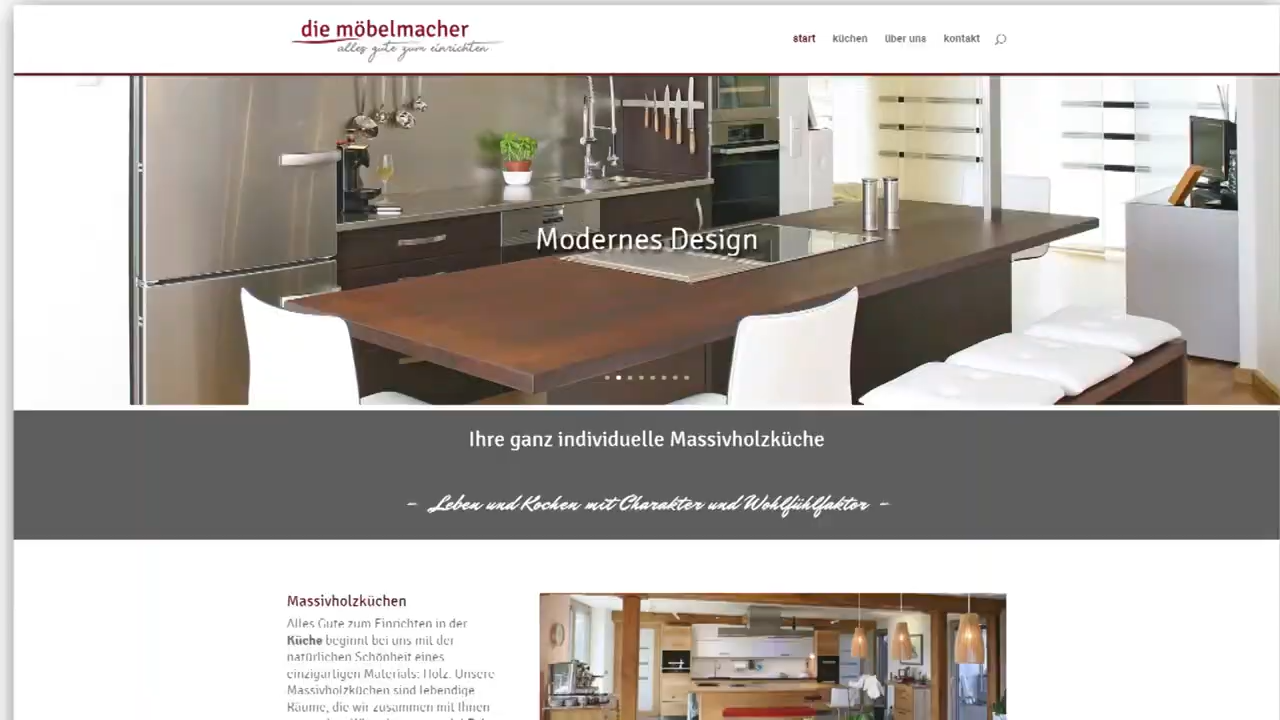 die möbelmacher
alles gute zum einrichten
start küchen über uns kontakt
Modernes Design
Ihre ganz individuelle Massivholzküche
– Leben und Kochen mit Charakter und Wohlfühlfaktor –
Massivholzküchen
Alles Gute zum Einrichten in der
Küche beginnt bei uns mit der
natürlichen Schönheit eines
einzigartigen Materials: Holz. Unsere
Massivholzküchen sind lebendige
Räume, die wir zusammen mit Ihnen